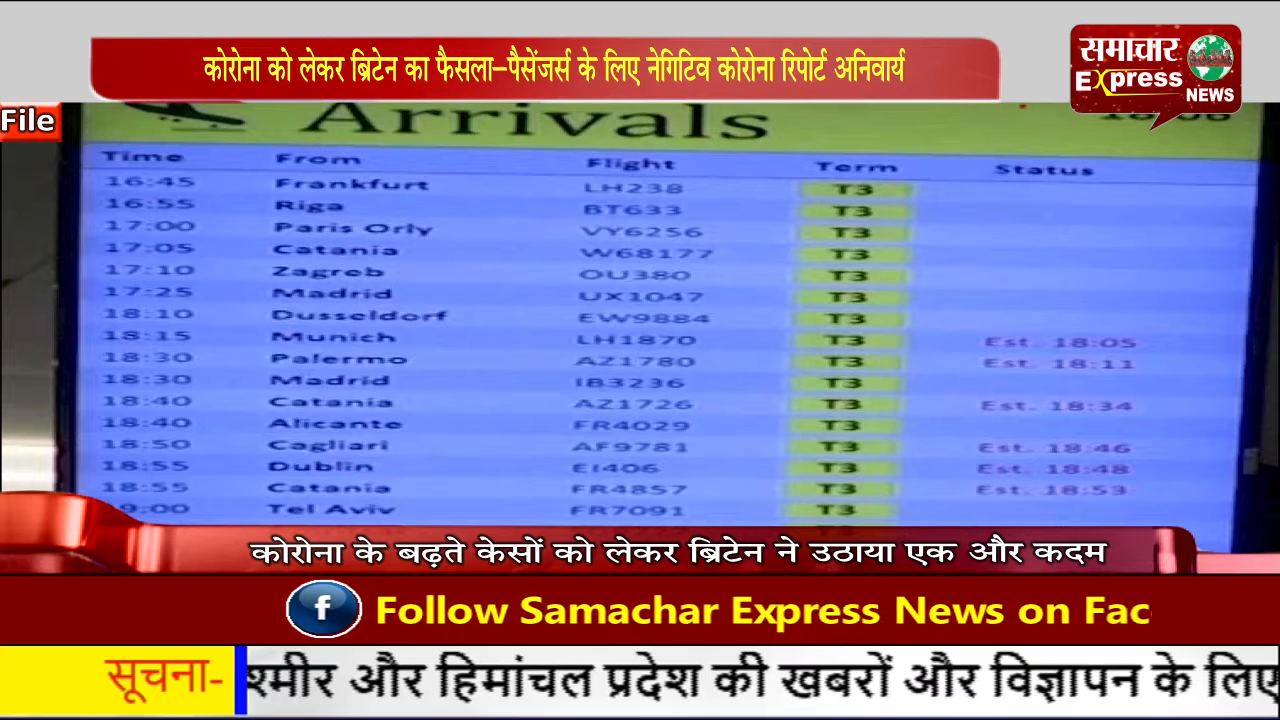 कोरोना को लेकर ब्रिटेन का फैसला-पैसेंजर्स के लिए नेगिटिव कोरोना रिपोर्ट अनिवार्य
समाचार
Express
NEWS
File
Arrivals
Time From Flight Term Status
16:45 Frankfurt LH238 T3
16:55 Riga BT633 T3
17:00 Paris Orly VY6256 T3
17:05 Catania W68177 T3
17:10 Zagreb OU380 T3
17:25 Madrid UX1047 T3
18:10 Dusseldorf EW9884 T3
18:15 Munich LH1870 T3 Est. 18:05
18:30 Palermo AZ1780 T3 Est. 18:11
18:30 Madrid IB3236 T3
18:40 Catania AZ1726 T3 Est. 18:34
18:40 Alicante FR4029 T3
18:50 Cagliari AF9781 T3 Est. 18:46
18:55 Dublin EI406 T3 Est. 18:48
18:55 Catania FR4857 T3 Est. 18:53
9:00 Tel Aviv FR7091 T3
कोरोना के बढ़ते केसों को लेकर ब्रिटेन ने उठाया एक और कदम
f Follow Samachar Express News on Fac
सूचना- श्मीर और हिमांचल प्रदेश की खबरों और विज्ञापन के लिए